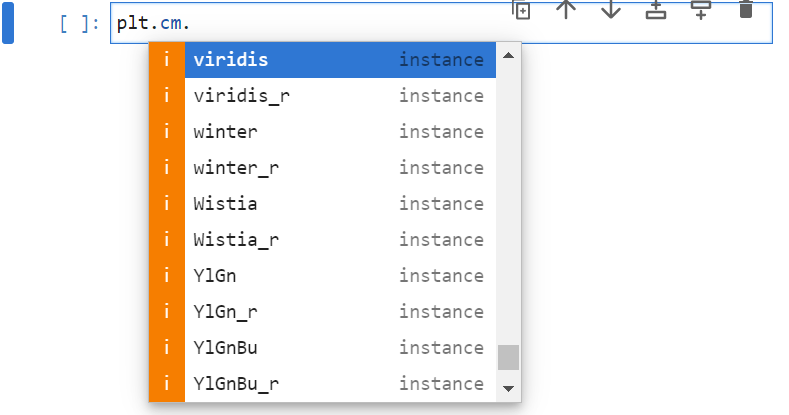 [ ]: plt.cm.
i viridis instance
i viridis_r instance
i winter instance
i winter_r instance
i Wistia instance
i Wistia_r instance
i YlGn instance
i YlGn_r instance
i YlGnBu instance
i YlGnBu_r instance